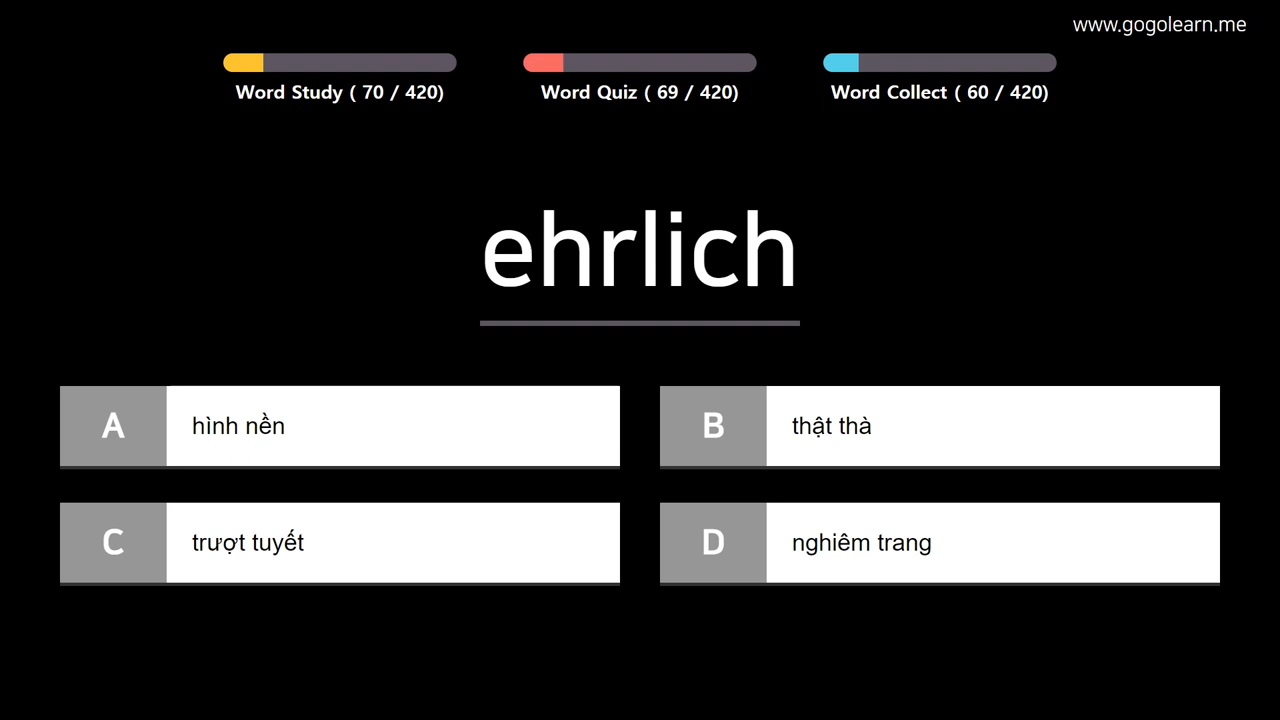 www.gogolearn.me
Word Study ( 70 / 420)
Word Quiz ( 69 / 420)
Word Collect ( 60 / 420)
ehrlich
A
hình nền
B
thật thà
C
trượt tuyết
D
nghiêm trang